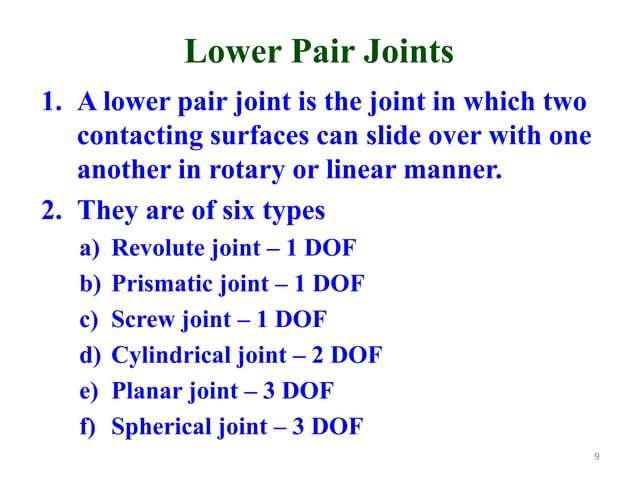 Lower Pair Joints
1. A lower pair joint is the joint in which two
contacting surfaces can slide over with one
another in rotary or linear manner.
2. They are of six types
a) Revolute joint – 1 DOF
b) Prismatic joint – 1 DOF
c) Screw joint – 1 DOF
d) Cylindrical joint – 2 DOF
e) Planar joint – 3 DOF
f) Spherical joint – 3 DOF
9